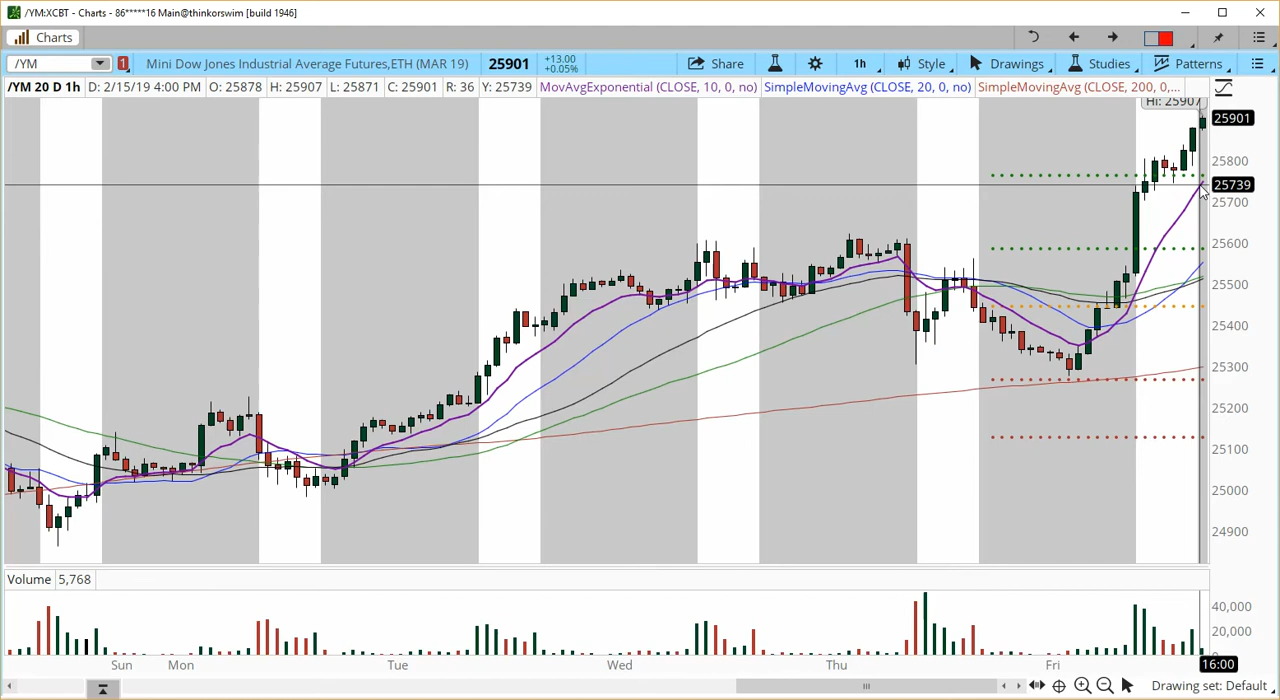 /YM:XCBT - Charts - 86*****16 Main@thinkorswim [build 1946]
Charts
/YM 1 Mini Dow Jones Industrial Average Futures,ETH (MAR 19) 25901 +13.00 +0.05% Share 1h Style Drawings Studies Patterns
/YM 20 D 1h D: 2/15/19 4:00 PM O: 25878 H: 25907 L: 25871 C: 25901 R: 36 Y: 25739 MovAvgExponential (CLOSE, 10, 0, no) SimpleMovingAvg (CLOSE, 20, 0, no) SimpleMovingAvg (CLOSE, 200, 0,...
Hi: 25907
25901
25800
25739
25700
25600
25500
25400
25300
25200
25100
25000
24900
Volume 5,768
40,000
20,000
Sun Mon Tue Wed Thu Fri 16:00
Drawing set: Default